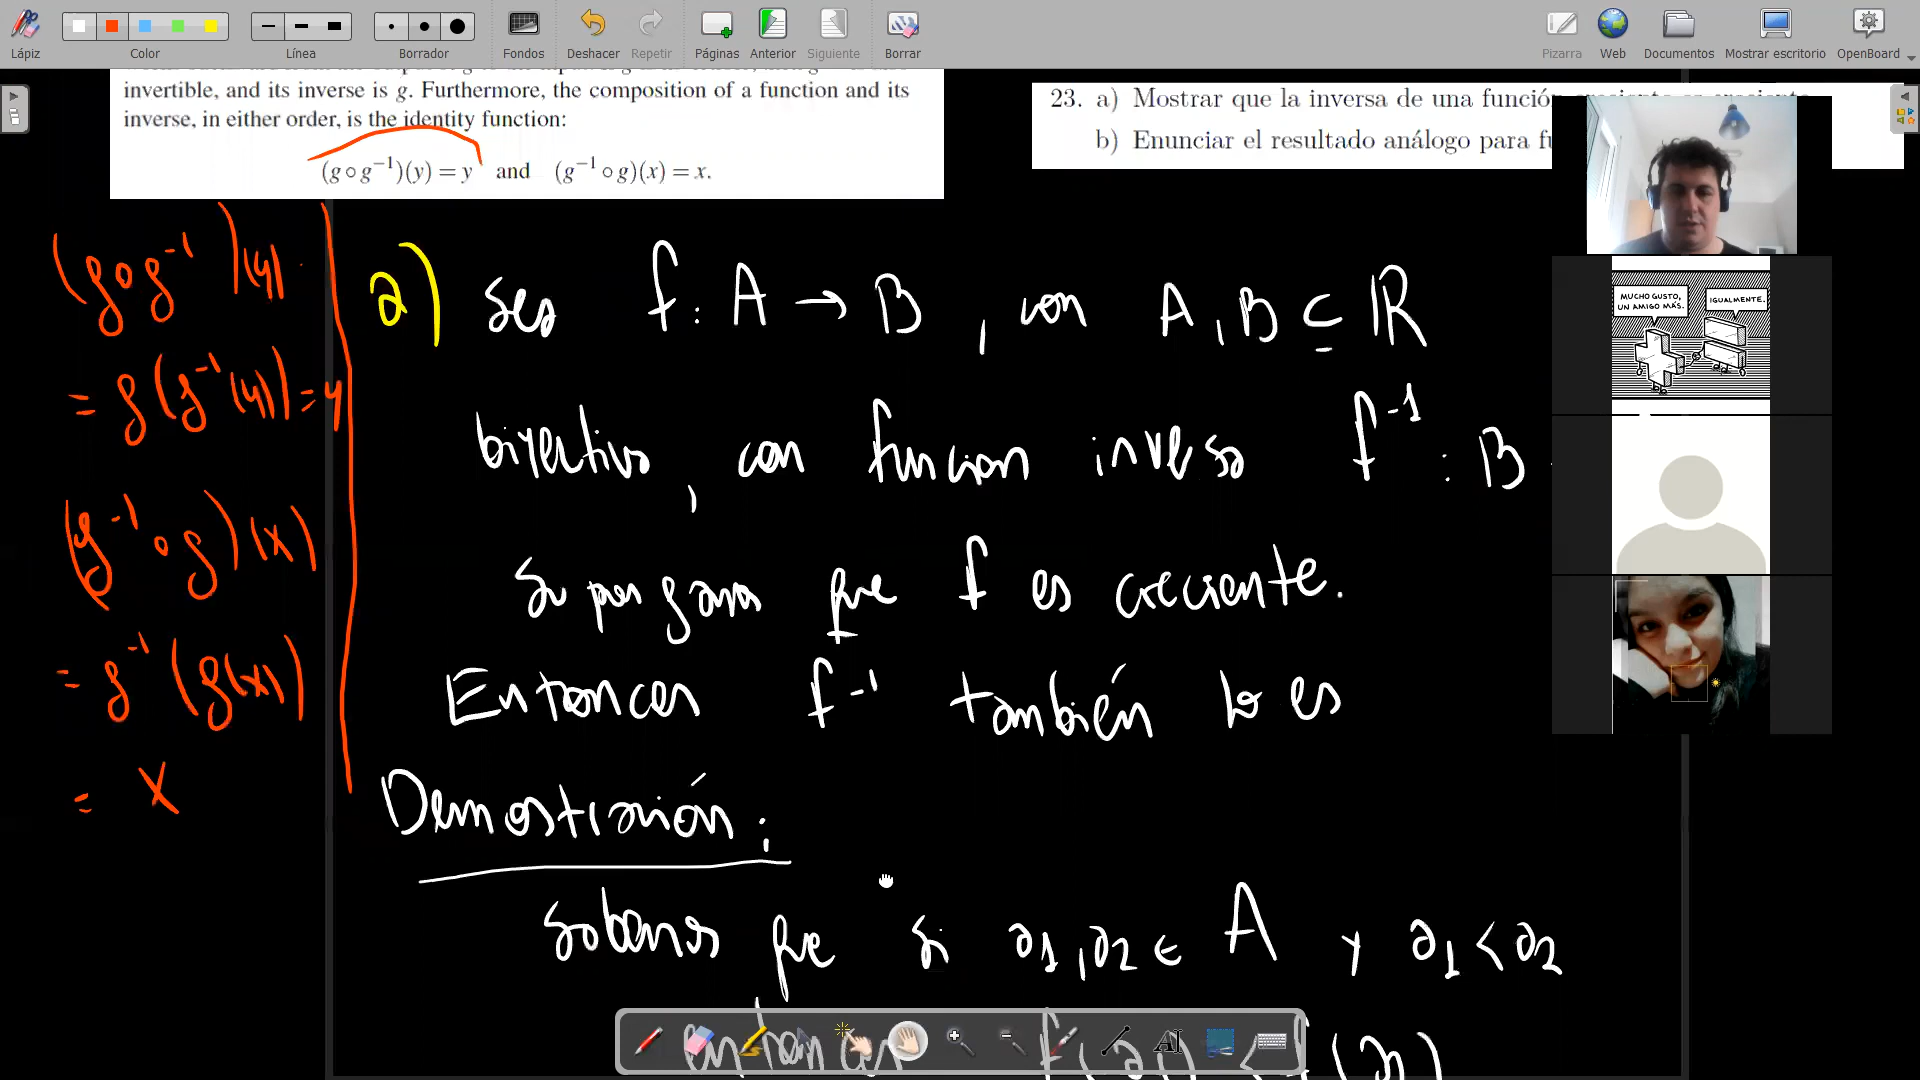 Lápiz Color Línea Borrador Fondos Deshacer Repetir Páginas Anterior Siguiente Borrar Pizarra Web Documentos Mostrar escritorio OpenBoard
invertible, and its inverse is g. Furthermore, the composition of a function and its
inverse, in either order, is the identity function:
(g∘g⁻¹)(y) = y and (g⁻¹∘g)(x) = x.
23. a) Mostrar que la inversa de una función
b) Enunciar el resultado análogo para
MUCHO GUSTO,
UN AMIGO MÁS.
IGUALMENTE.
(g∘g⁻¹)(y)
= g(g⁻¹(y)) = y
(g⁻¹∘g)(x)
= g⁻¹(g(x))
= x
a) Sea f: A → B, con A, B ⊆ ℝ
biyectiva, con funcion inversa f⁻¹: B
Supongamos que f es creciente.
Entonces f⁻¹ también lo es
Demostración:
Sabemos que si a1, a2 ∈ A y a1 < a2
entonces f(a1) < f(a2)